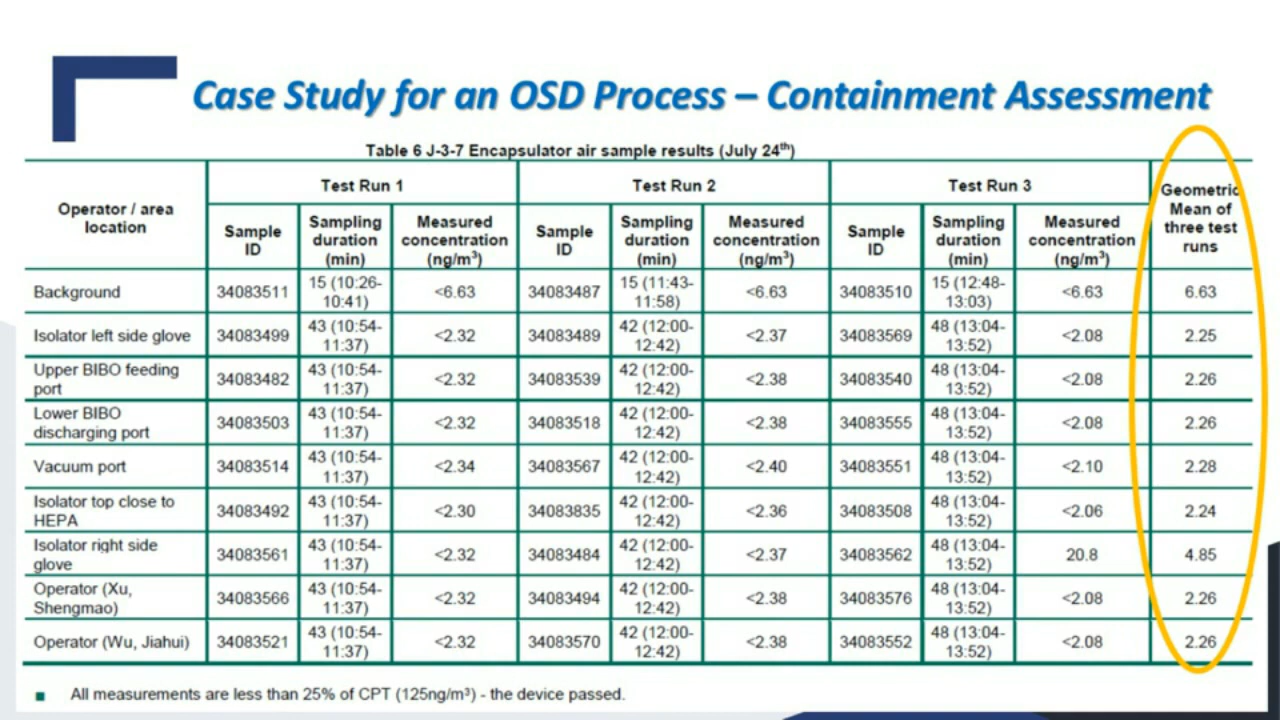 Case Study for an OSD Process – Containment Assessment
Table 6 J-3-7 Encapsulator air sample results (July 24th)
Operator / area location Test Run 1 Test Run 2 Test Run 3 Geometric Mean of three test runs
Sample ID Sampling duration (min) Measured concentration (ng/m³) Sample ID Sampling duration (min) Measured concentration (ng/m³) Sample ID Sampling duration (min) Measured concentration (ng/m³)
Background 34083511 15 (10:26-10:41) <6.63 34083487 15 (11:43-11:58) <6.63 34083510 15 (12:48-13:03) <6.63 6.63
Isolator left side glove 34083499 43 (10:54-11:37) <2.32 34083489 42 (12:00-12:42) <2.37 34083569 48 (13:04-13:52) <2.08 2.25
Upper BIBO feeding port 34083482 43 (10:54-11:37) <2.32 34083539 42 (12:00-12:42) <2.38 34083540 48 (13:04-13:52) <2.08 2.26
Lower BIBO discharging port 34083503 43 (10:54-11:37) <2.32 34083518 42 (12:00-12:42) <2.38 34083555 48 (13:04-13:52) <2.08 2.26
Vacuum port 34083514 43 (10:54-11:37) <2.34 34083567 42 (12:00-12:42) <2.40 34083551 48 (13:04-13:52) <2.10 2.28
Isolator top close to HEPA 34083492 43 (10:54-11:37) <2.30 34083835 42 (12:00-12:42) <2.36 34083508 48 (13:04-13:52) <2.06 2.24
Isolator right side glove 34083561 43 (10:54-11:37) <2.32 34083484 42 (12:00-12:42) <2.37 34083562 48 (13:04-13:52) 20.8 4.85
Operator (Xu, Shengmao) 34083566 43 (10:54-11:37) <2.32 34083494 42 (12:00-12:42) <2.38 34083576 48 (13:04-13:52) <2.08 2.26
Operator (Wu, Jiahui) 34083521 43 (10:54-11:37) <2.32 34083570 42 (12:00-12:42) <2.38 34083552 48 (13:04-13:52) <2.08 2.26
■ All measurements are less than 25% of CPT (125ng/m³) - the device passed.